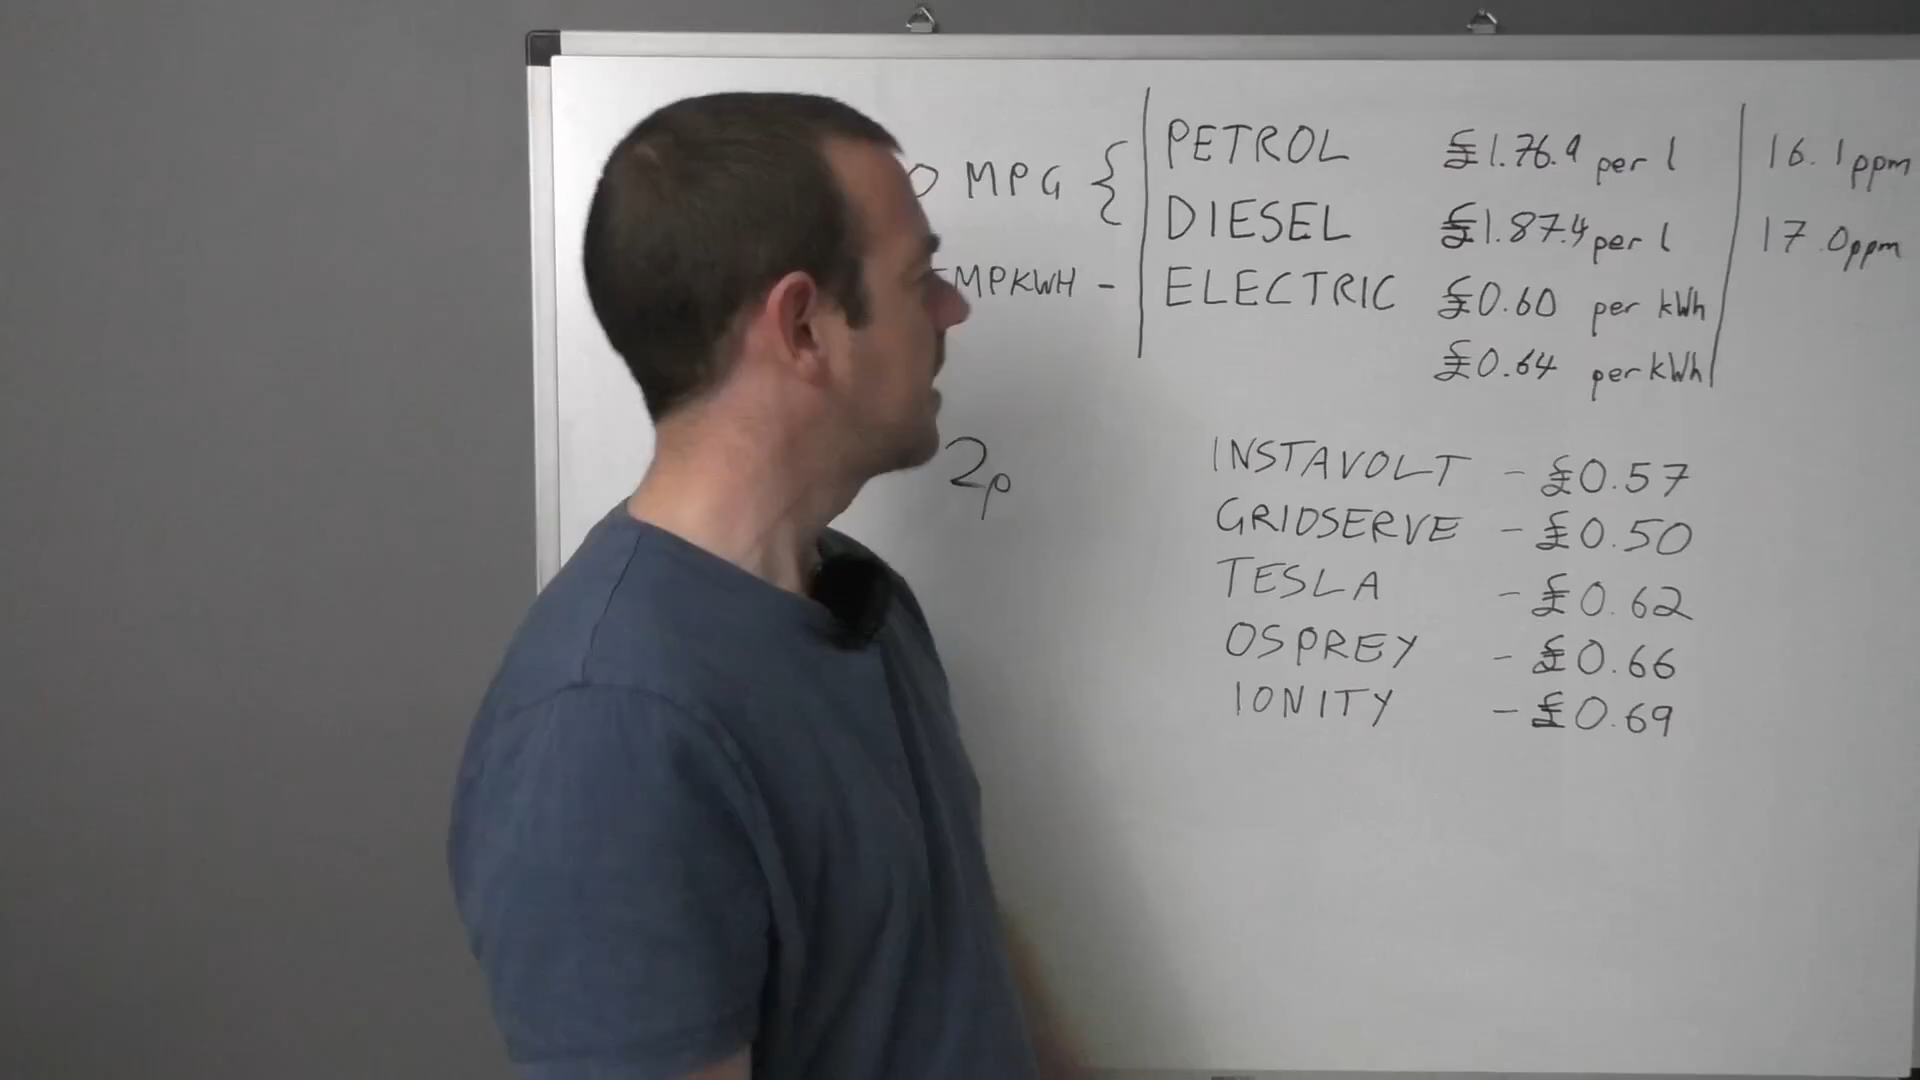 0 MPG { PETROL £1.76.9 per l 16.1ppm
DIESEL £1.87.4 per l 17.0ppm
MPKWH - ELECTRIC £0.60 per kWh
£0.64 per kWh
2p
INSTAVOLT - £0.57
GRIDSERVE - £0.50
TESLA - £0.62
OSPREY - £0.66
IONITY - £0.69